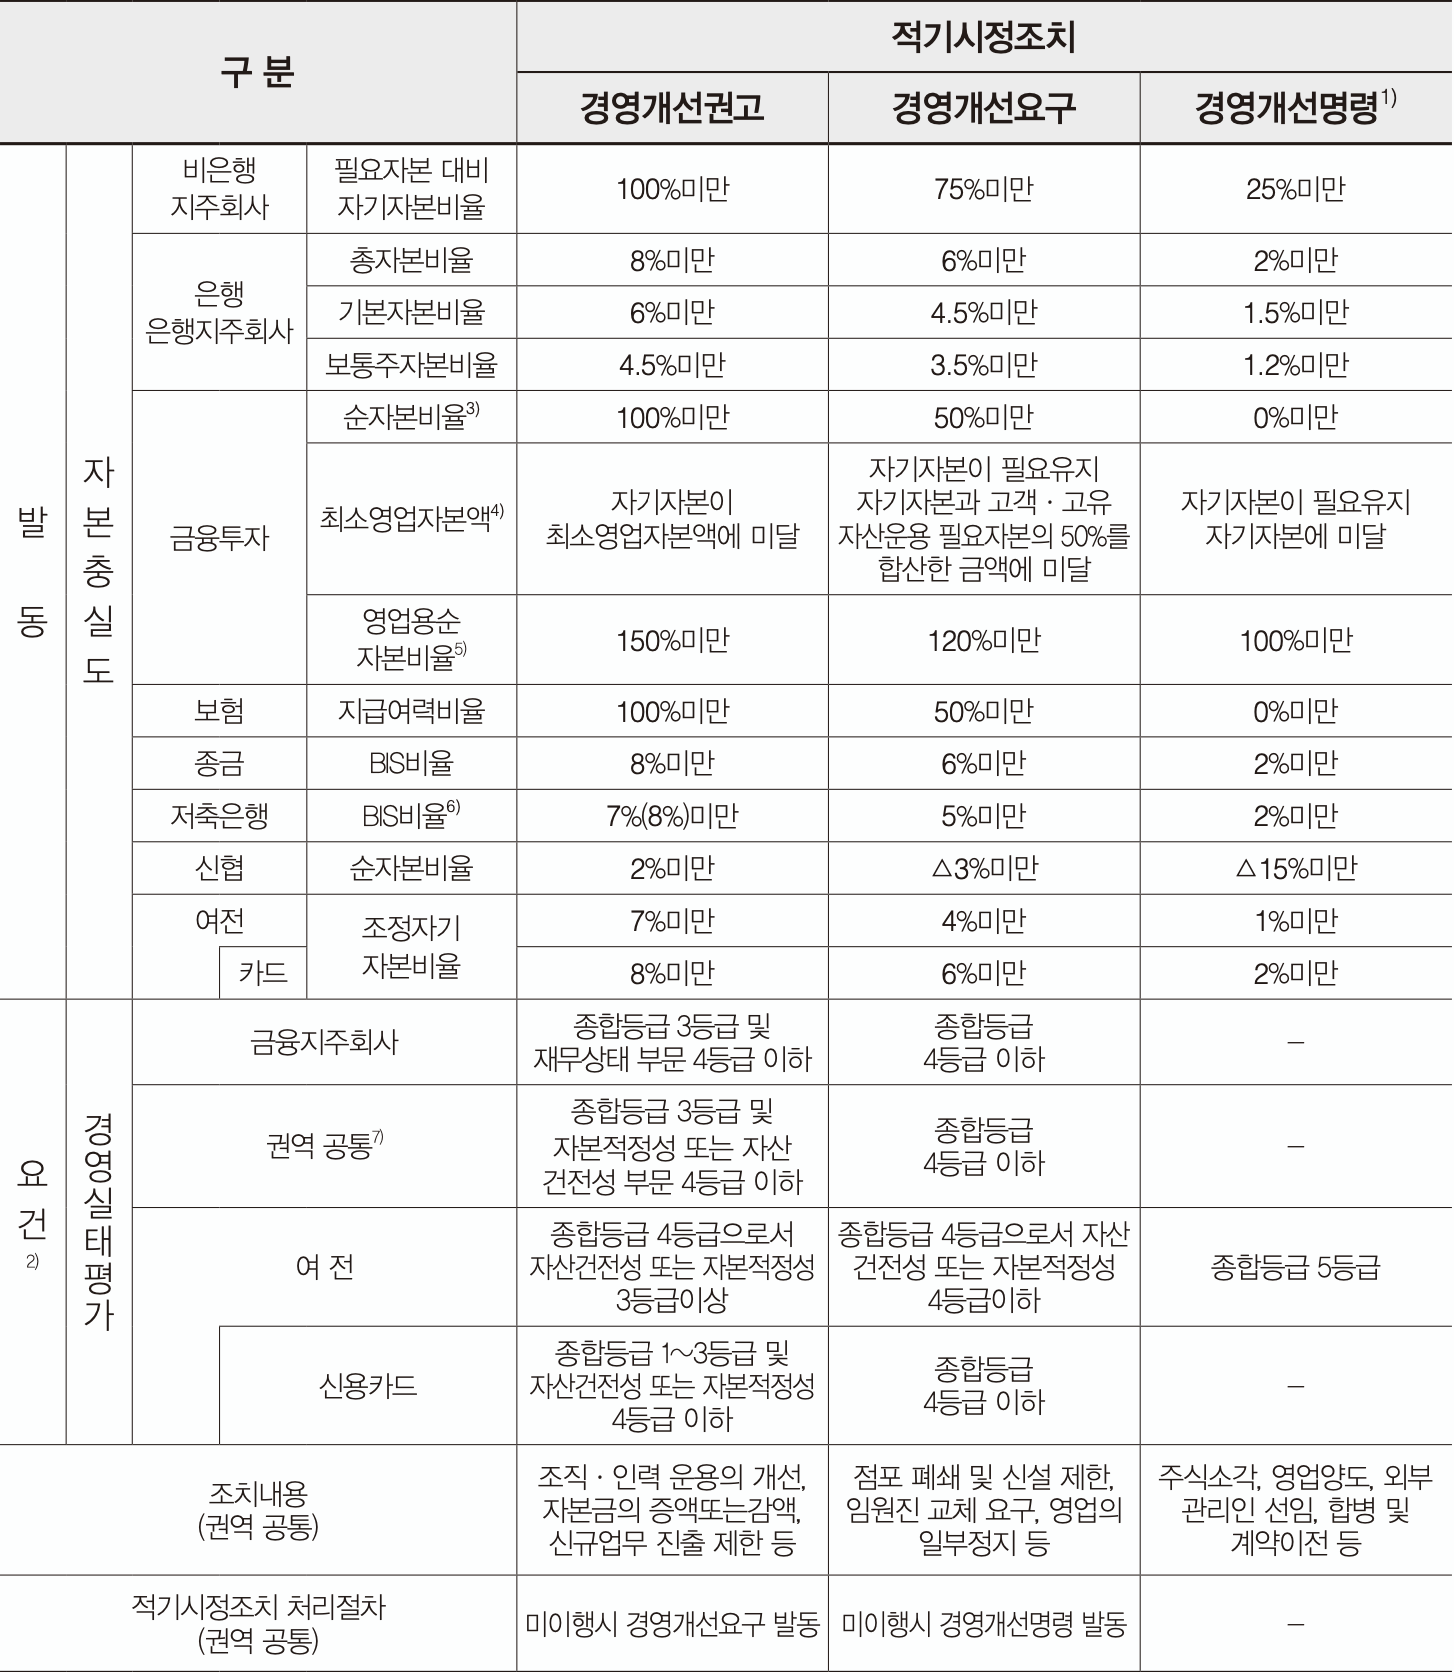 구 분
적기시정조치
경영개선권고
경영개선요구
경영개선명령1)
발
동
자
본
충
실
도
비은행
지주회사
필요자본 대비
자기자본비율
100%미만
75%미만
25%미만
은행
은행지주회사
총자본비율
8%미만
6%미만
2%미만
기본자본비율
6%미만
4.5%미만
1.5%미만
보통주자본비율
4.5%미만
3.5%미만
1.2%미만
금융투자
순자본비율3)
100%미만
50%미만
0%미만
최소영업자본액4)
자기자본이
최소영업자본액에 미달
자기자본이 필요유지
자기자본과 고객·고유
자산운용 필요자본의 50%를
합산한 금액에 미달
자기자본이 필요유지
자기자본에 미달
영업용순
자본비율5)
150%미만
120%미만
100%미만
보험
지급여력비율
100%미만
50%미만
0%미만
종금
BIS비율
8%미만
6%미만
2%미만
저축은행
BIS비율6)
7%(8%)미만
5%미만
2%미만
신협
순자본비율
2%미만
△3%미만
△15%미만
여전
조정자기
자본비율
7%미만
4%미만
1%미만
카드
8%미만
6%미만
2%미만
요
건
2)
경
영
실
태
평
가
금융지주회사
종합등급 3등급 및
재무상태 부문 4등급 이하
종합등급
4등급 이하
–
권역 공통7)
종합등급 3등급 및
자본적정성 또는 자산
건전성 부문 4등급 이하
종합등급
4등급 이하
–
여 전
종합등급 4등급으로서
자산건전성 또는 자본적정성
3등급이상
종합등급 4등급으로서 자산
건전성 또는 자본적정성
4등급이하
종합등급 5등급
신용카드
종합등급 1~3등급 및
자산건전성 또는 자본적정성
4등급 이하
종합등급
4등급 이하
–
조치내용
(권역 공통)
조직·인력 운용의 개선,
자본금의 증액또는감액,
신규업무 진출 제한 등
점포 폐쇄 및 신설 제한,
임원진 교체 요구, 영업의
일부정지 등
주식소각, 영업양도, 외부
관리인 선임, 합병 및
계약이전 등
적기시정조치 처리절차
(권역 공통)
미이행시 경영개선요구 발동
미이행시 경영개선명령 발동
–